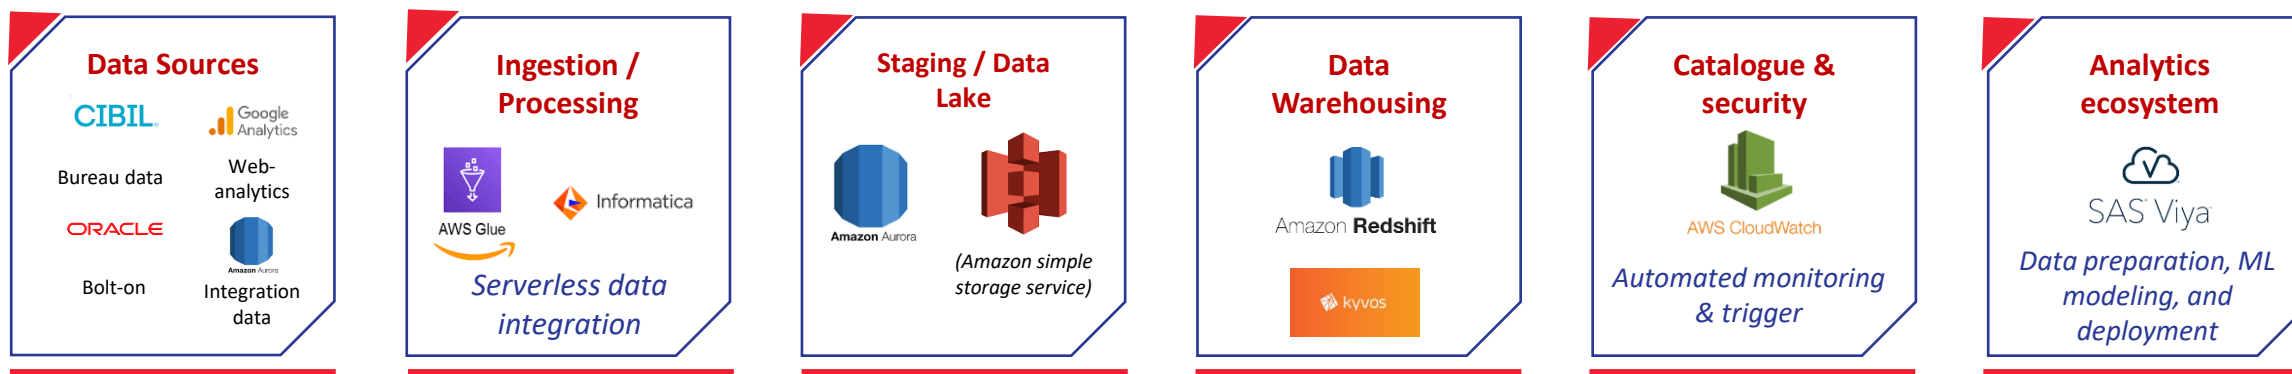 Data Sources
CIBIL
Google
Analytics
Bureau data
Web-
analytics
ORACLE
Amazon Aurora
Bolt-on
Integration
data
Ingestion /
Processing
AWS Glue
Informatica
Serverless data
integration
Staging / Data
Lake
Amazon Aurora
(Amazon simple
storage service)
Data
Warehousing
Amazon Redshift
kyvos
Catalogue &
security
AWS CloudWatch
Automated monitoring
& trigger
Analytics
ecosystem
SAS Viya
Data preparation, ML
modeling, and
deployment